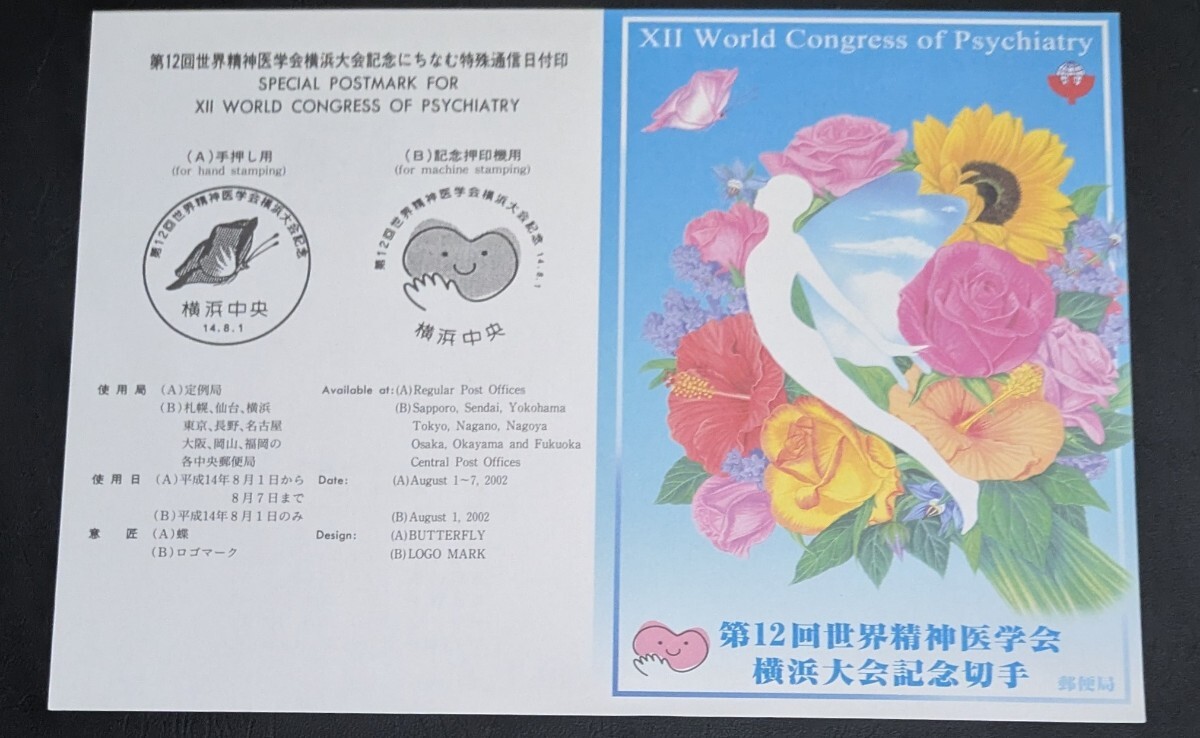 第12回世界精神医学会横浜大会記念にちなむ特殊通信日付印
SPECIAL POSTMARK FOR
XII WORLD CONGRESS OF PSYCHIATRY
(A)手押し用
(for hand stamping)
(B)記念押印機用
(for machine stamping)
第12回世界精神医学会横浜大会記念
横浜中央
14.8.1
第12回世界精神医学会横浜大会記念 14.8.1
横浜中央
使用局 (A)定例局
(B)札幌、仙台、横浜
東京、長野、名古屋
大阪、岡山、福岡の
各中央郵便局
使用日 (A)平成14年8月1日から
8月7日まで
(B)平成14年8月1日のみ
意匠 (A)蝶
(B)ロゴマーク
Available at:(A)Regular Post Offices
(B)Sapporo, Sendai, Yokohama
Tokyo, Nagano, Nagoya
Osaka, Okayama and Fukuoka
Central Post Offices
Date: (A)August 1~7, 2002
(B)August 1, 2002
Design: (A)BUTTERFLY
(B)LOGO MARK
XII World Congress of Psychiatry
第12回世界精神医学会
横浜大会記念切手
郵便局